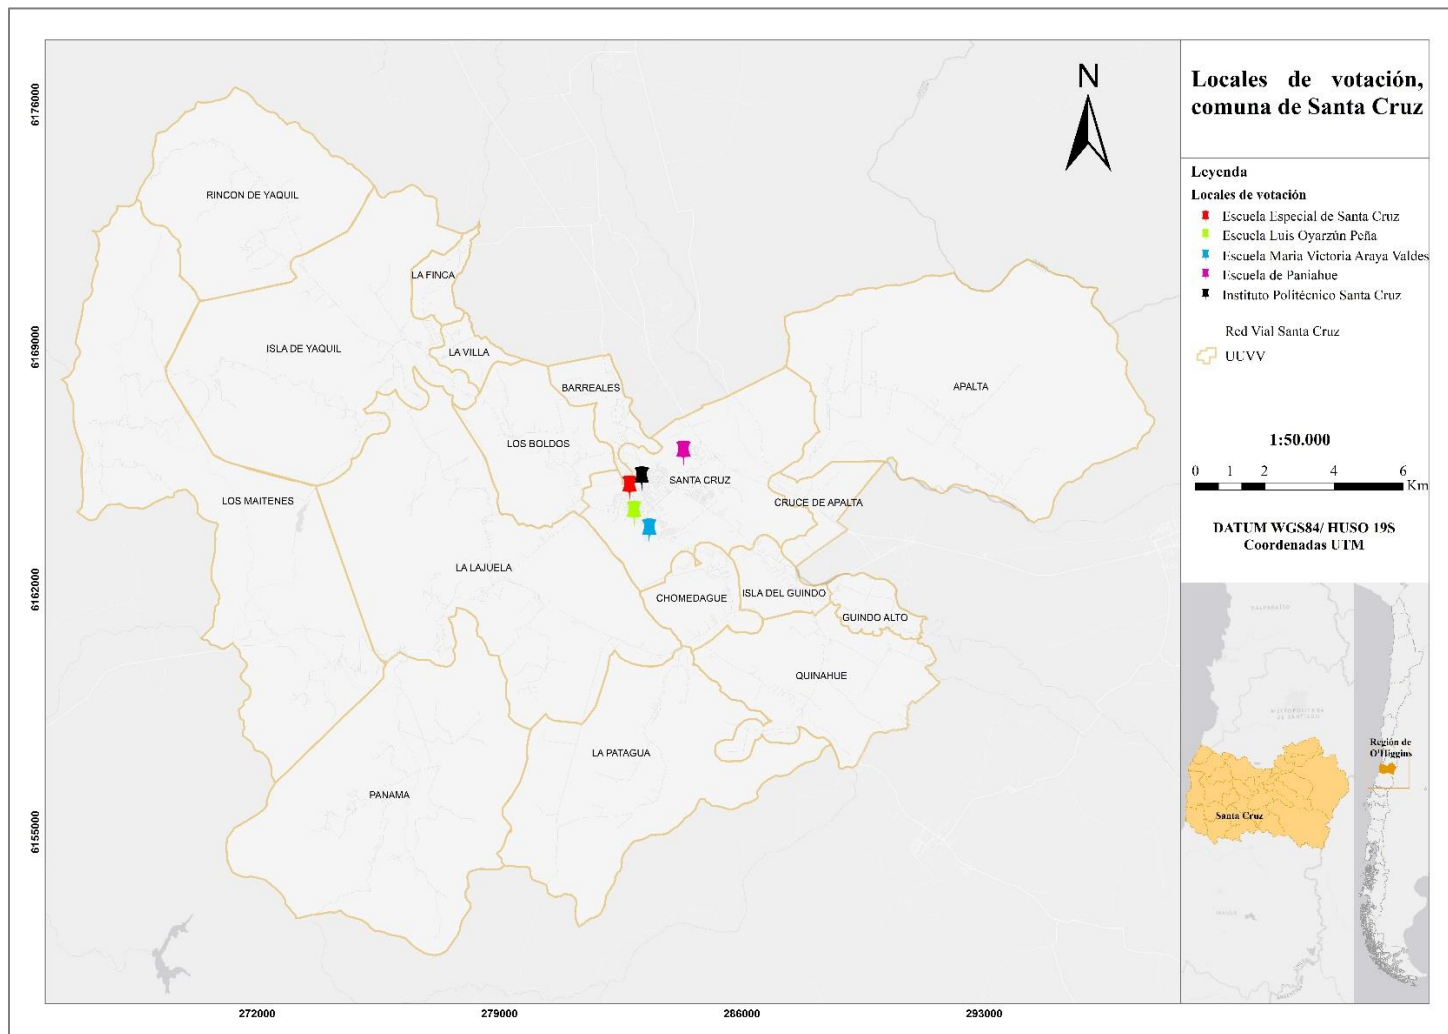 Locales de votación,
comuna de Santa Cruz
Leyenda
Locales de votación
Escuela Especial de Santa Cruz
Escuela Luis Oyarzún Peña
Escuela Maria Victoria Araya Valdes
Escuela de Paniahue
Instituto Politécnico Santa Cruz
Red Vial Santa Cruz
UUVV
1:50.000
0 1 2 4 6
Km
DATUM WGS84/ HUSO 19S
Coordenadas UTM
N
6176000
6169000
6162000
6155000
272000
279000
286000
293000
RINCON DE YAQUIL
LA FINCA
ISLA DE YAQUIL
LA VILLA
BARREALES
APALTA
LOS BOLDOS
SANTA CRUZ
LOS MAITENES
CRUCE DE APALTA
LA LAJUELA
CHOMEDAGUE
ISLA DEL GUINDO
GUINDO ALTO
QUINAHUE
LA PATAGUA
PANAMA
VALPARAÍSO
METROPOLITANA
DE SANTIAGO
Santa Cruz
MAULE
Región de
O'Higgins